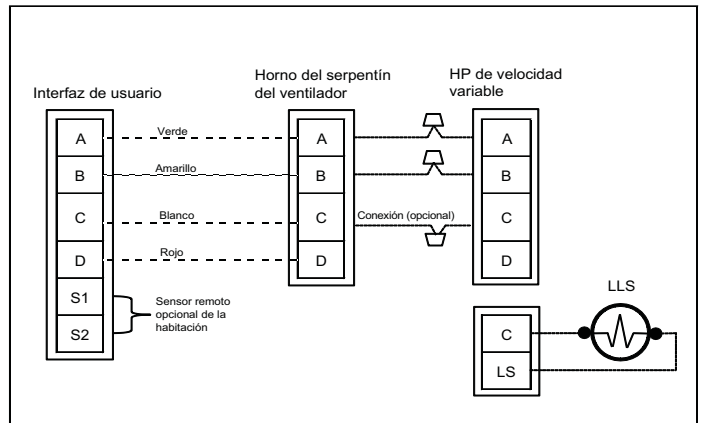 Interfaz de usuario
Horno del serpentín
del ventilador
HP de velocidad
variable
A
Verde
A
A
B
Amarillo
B
B
C
Blanco
C
Conexión (opcional)
C
D
Rojo
D
D
S1
S2
Sensor remoto
opcional de la
habitación
LLS
C
LS